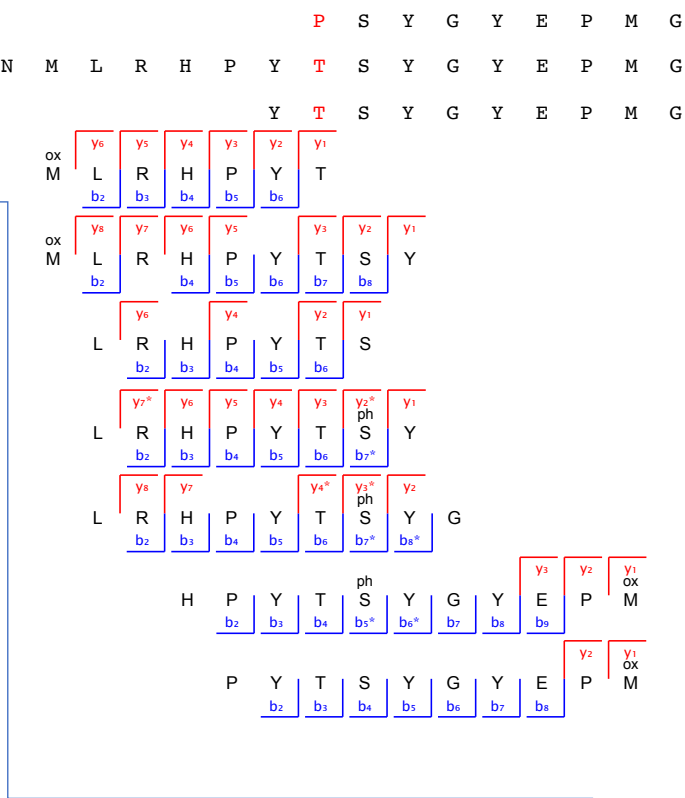 P S Y G Y E P M G
N M L R H P Y T S Y G Y E P M G
Y T S Y G Y E P M G
y6 y5 y4 y3 y2 y1
ox
M L R H P Y T
b2 b3 b4 b5 b6
y8 y7 y6 y5 y3 y2 y1
ox
M L R H P Y T S Y
b2 b4 b5 b6 b7 b8
y6 y4 y2 y1
L R H P Y T S
b2 b3 b4 b5 b6
y7* y6 y5 y4 y3 y2* y1
ph
L R H P Y T S Y
b2 b3 b4 b5 b6 b7*
y8 y7 y4* y3* y2
ph
L R H P Y T S Y G
b2 b3 b4 b5 b6 b7* b8*
y3 y2 y1
ph ox
H P Y T S Y G Y E P M
b2 b3 b4 b5* b6* b7 b8 b9
y2 y1
ox
P Y T S Y G Y E P M
b2 b3 b4 b5 b6 b7 b8